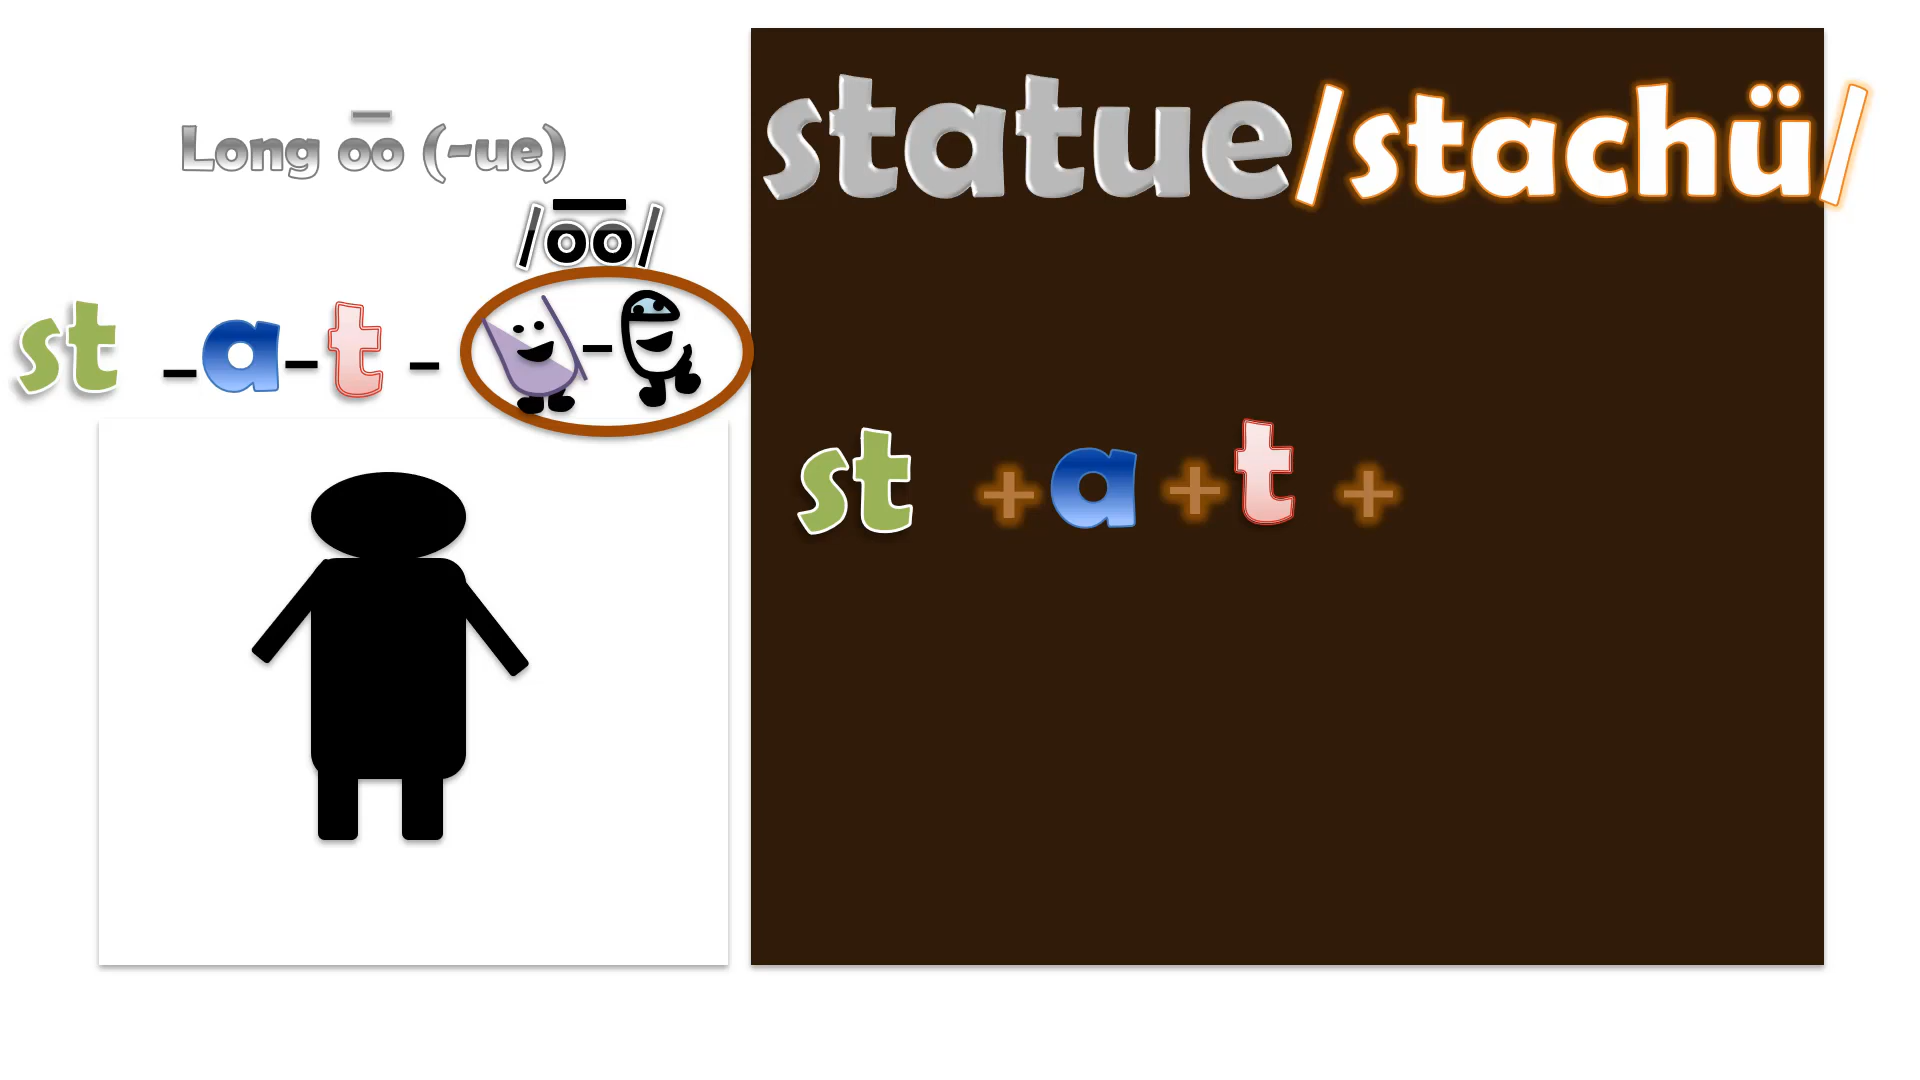 Long o̅o̅ (-ue)
/o̅o̅/
st -a-t - u-e
statue/stachü/
st +a+t +